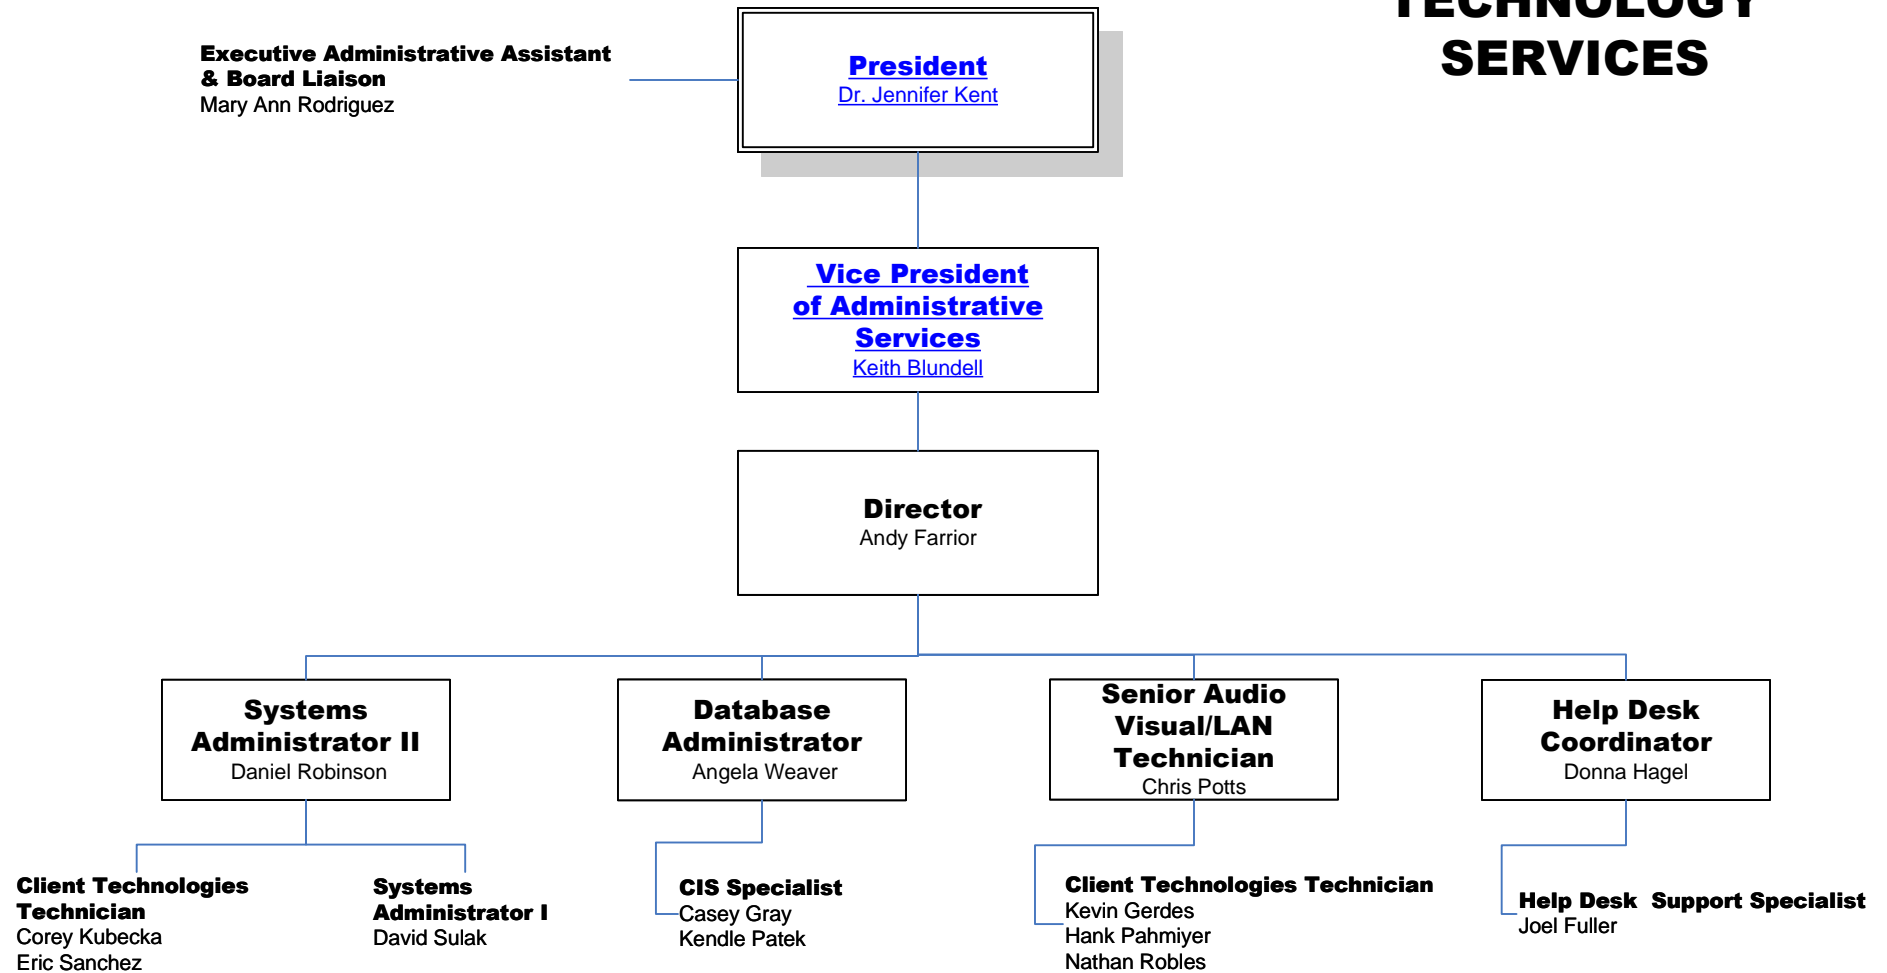 TECHNOLOGY
SERVICES
Executive Administrative Assistant
& Board Liaison
Mary Ann Rodriguez
President
Dr. Jennifer Kent
Vice President
of Administrative
Services
Keith Blundell
Director
Andy Farrior
Systems
Administrator II
Daniel Robinson
Database
Administrator
Angela Weaver
Senior Audio
Visual/LAN
Technician
Chris Potts
Help Desk
Coordinator
Donna Hagel
Client Technologies
Technician
Corey Kubecka
Eric Sanchez
Systems
Administrator I
David Sulak
CIS Specialist
Casey Gray
Kendle Patek
Client Technologies Technician
Kevin Gerdes
Hank Pahmiyer
Nathan Robles
Help Desk  Support Specialist
Joel Fuller